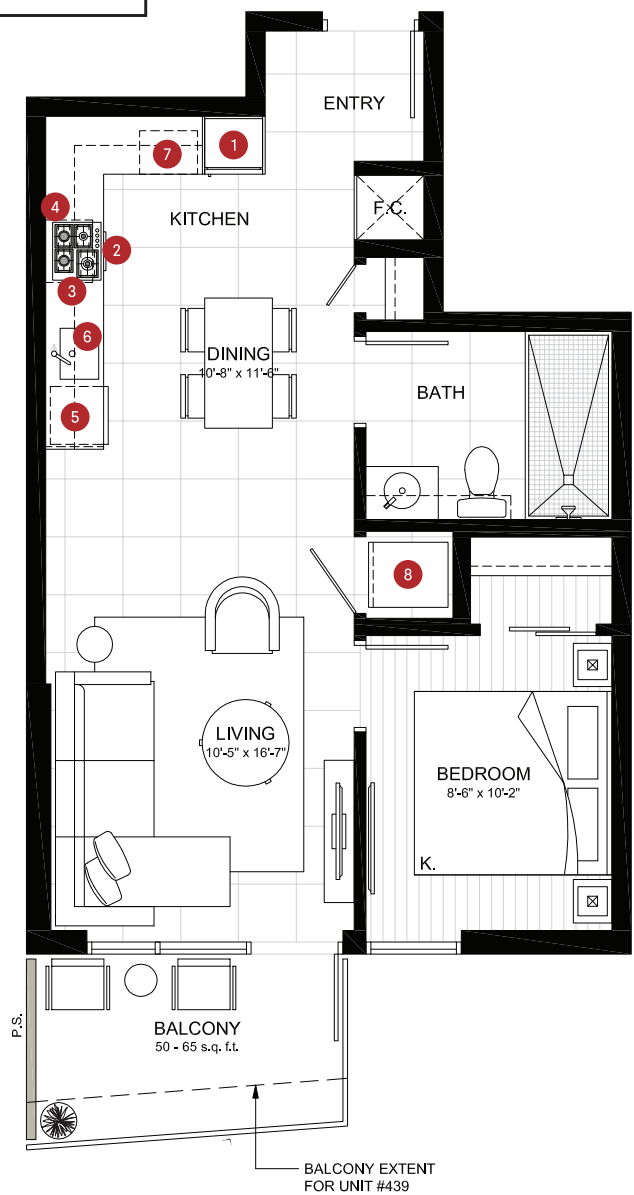 ENTRY
1
7
4
KITCHEN
F.C.
2
3
6
DINING
10'-8" x 11'-6"
BATH
5
8
LIVING
10'-5" x 16'-7"
BEDROOM
8'-6" x 10'-2"
K.
P.S.
BALCONY
50 - 65 s.q. f.t.
BALCONY EXTENT
FOR UNIT #439